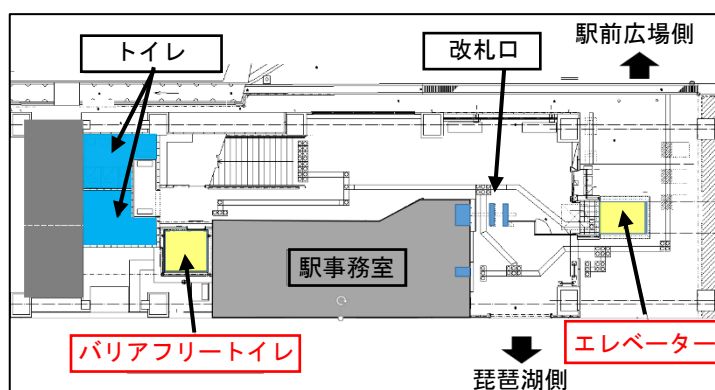 駅前広場側
トイレ
改札口
駅事務室
バリアフリートイレ
エレベーター
琵琶湖側